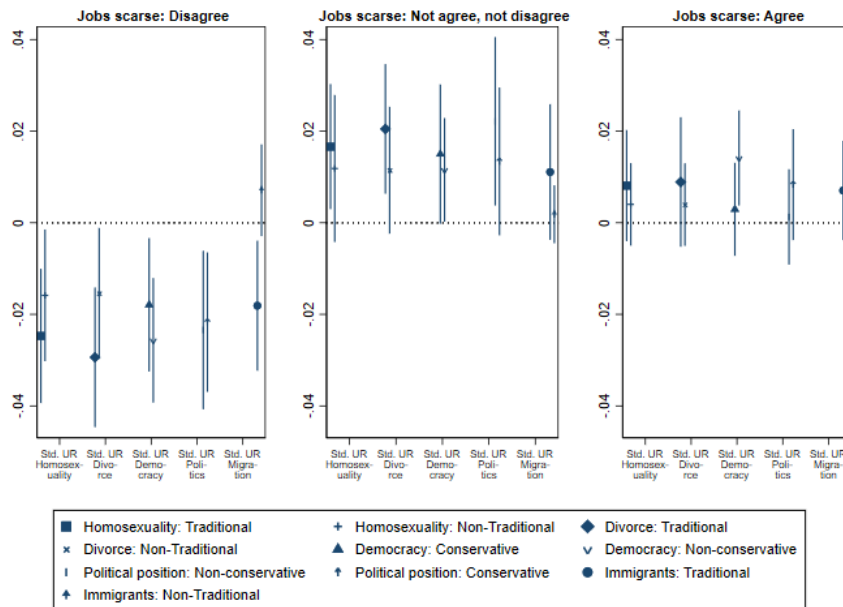 Jobs scarse: Disagree
Jobs scarse: Not agree, not disagree
Jobs scarse: Agree
.04
.02
0
-.02
-.04
.04
.02
0
-.02
-.04
.04
.02
0
-.02
-.04
Std. UR Std. UR Std. UR Std. UR Std. UR
Homosex- Divo- Demo- Poli- Migra-
uality rce cracy tics tion
Std. UR Std. UR Std. UR Std. UR Std. UR
Homosex- Divo- Demo- Poli- Migra-
uality rce cracy tics tion
Std. UR Std. UR Std. UR Std. UR Std. UR
Homosex- Divo- Demo- Poli- Migra-
uality rce cracy tics tion
Homosexuality: Traditional Homosexuality: Non-Traditional Divorce: Traditional
Divorce: Non-Traditional Democracy: Conservative Democracy: Non-conservative
Political position: Non-conservative Political position: Conservative Immigrants: Traditional
Immigrants: Non-Traditional